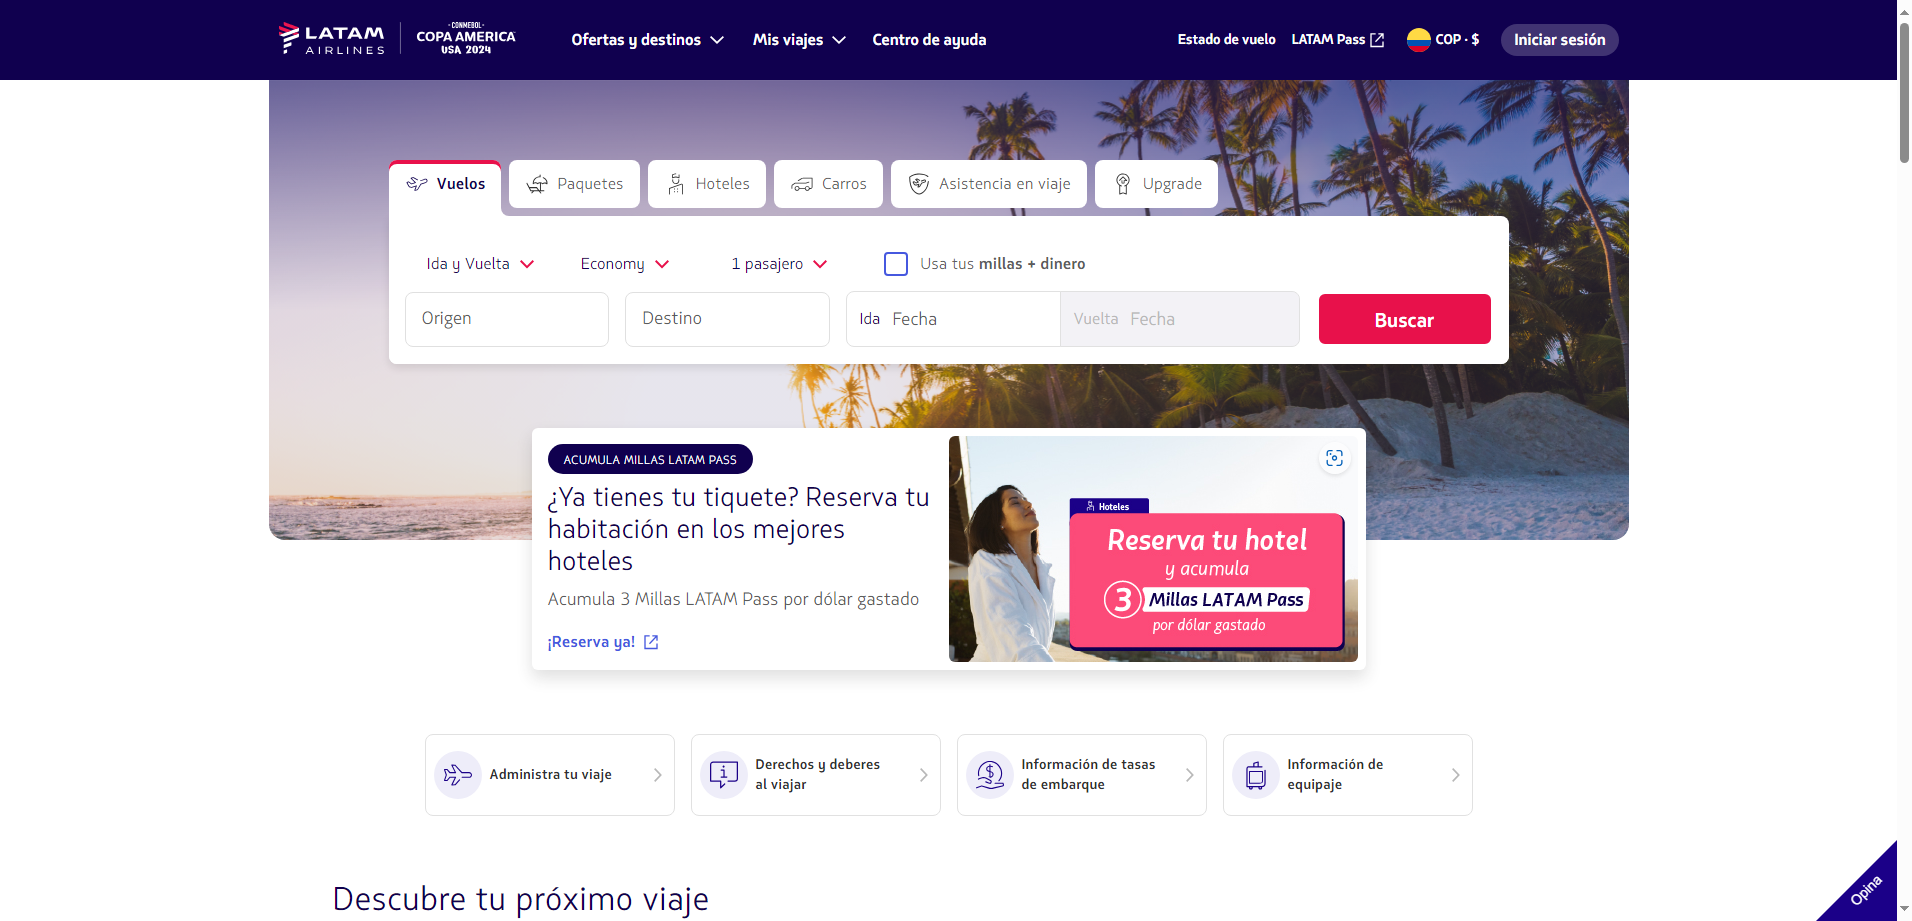 LATAM
AIRLINES
-CONMEBOL-
COPA AMERICA
USA 2024
Ofertas y destinos
Mis viajes
Centro de ayuda
Estado de vuelo
LATAM Pass
COP · $
Iniciar sesión
Vuelos
Paquetes
Hoteles
Carros
Asistencia en viaje
Upgrade
Ida y Vuelta
Economy
1 pasajero
Usa tus millas + dinero
Origen
Destino
Ida Fecha
Vuelta Fecha
Buscar
ACUMULA MILLAS LATAM PASS
¿Ya tienes tu tiquete? Reserva tu
habitación en los mejores
hoteles
Acumula 3 Millas LATAM Pass por dólar gastado
¡Reserva ya!
Hoteles
Reserva tu hotel
y acumula
3 Millas LATAM Pass
por dólar gastado
Administra tu viaje
Derechos y deberes
al viajar
Información de tasas
de embarque
Información de
equipaje
Descubre tu próximo viaje
Opina